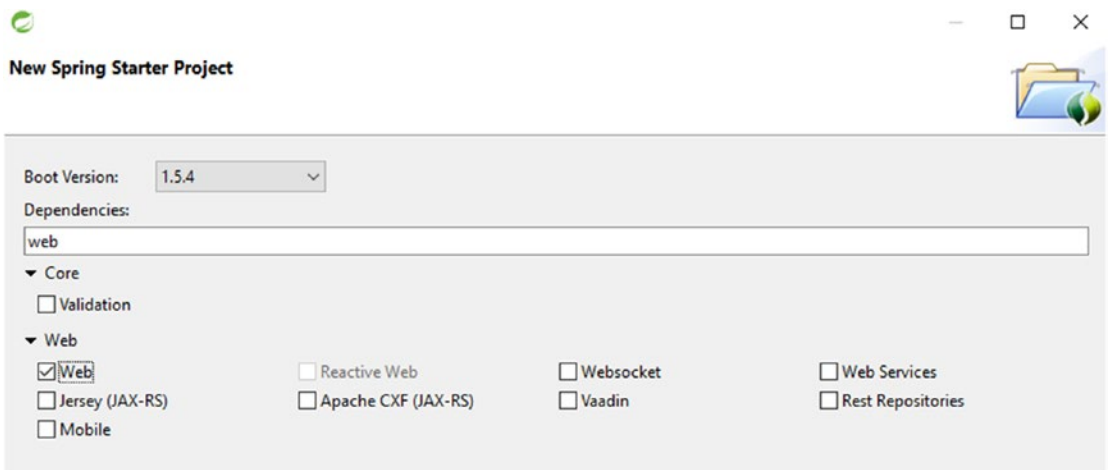 New Spring Starter Project
Boot Version: 1.5.4
Dependencies:
web
Core
Validation
Web
Web Reactive Web Websocket Web Services
Jersey (JAX-RS) Apache CXF (JAX-RS) Vaadin Rest Repositories
Mobile